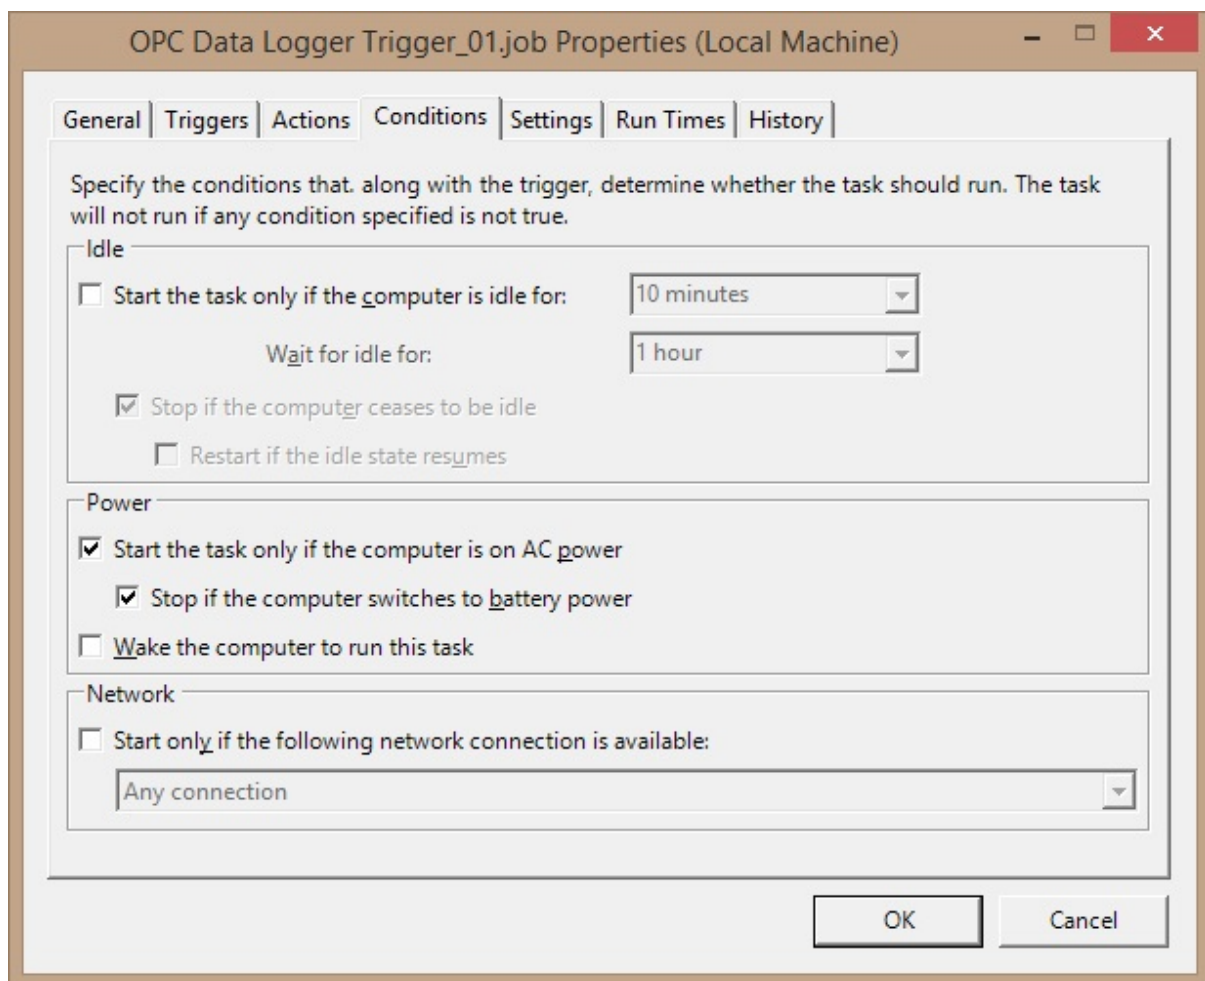 OPC Data Logger Trigger_01.job Properties (Local Machine)
General Triggers Actions Conditions Settings Run Times History
Specify the conditions that. along with the trigger, determine whether the task should run. The task
will not run if any condition specified is not true.
Idle
Start the task only if the computer is idle for: 10 minutes
Wait for idle for: 1 hour
Stop if the computer ceases to be idle
Restart if the idle state resumes
Power
Start the task only if the computer is on AC power
Stop if the computer switches to battery power
Wake the computer to run this task
Network
Start only if the following network connection is available:
Any connection
OK Cancel